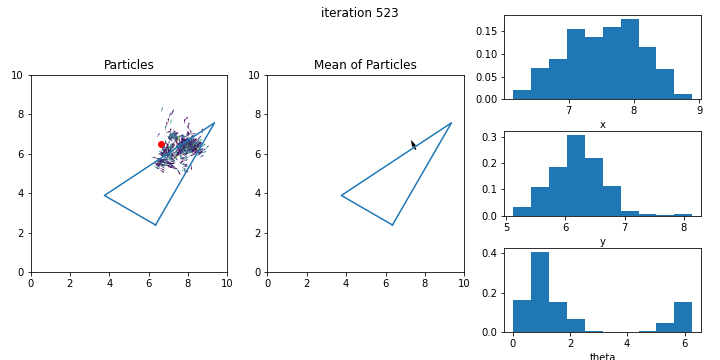 iteration 523
Particles
10
8
6
4
2
0
0 2 4 6 8 10
Mean of Particles
10
8
6
4
2
0
0 2 4 6 8 10
0.15
0.10
0.05
0.00
7 8 9
x
0.3
0.2
0.1
0.0
5 6 7 8
y
0.4
0.2
0.0
0 2 4 6
theta